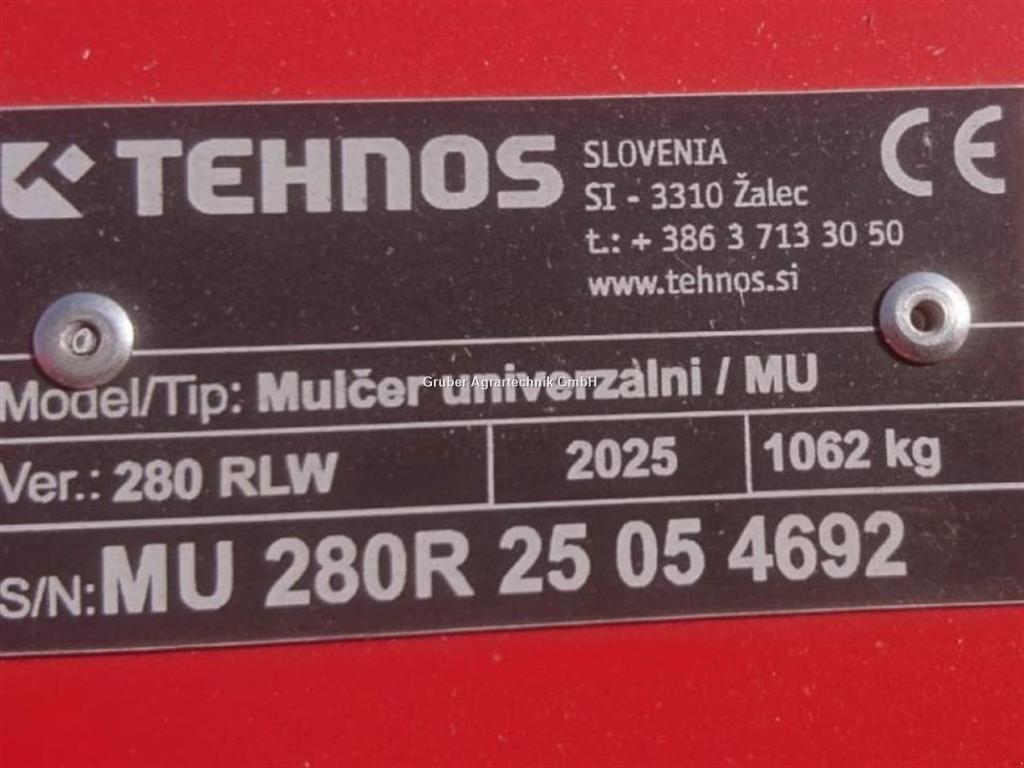 TEHNOS
SLOVENIA
SI - 3310 Žalec
t.: + 386 3 713 30 50
www.tehnos.si
CE
Model/Tip: Mulčer univerzalni / MU
Gruber Agrartechnik GmbH
Ver.: 280 RLW 2025 1062 kg
S/N: MU 280R 25 05 4692